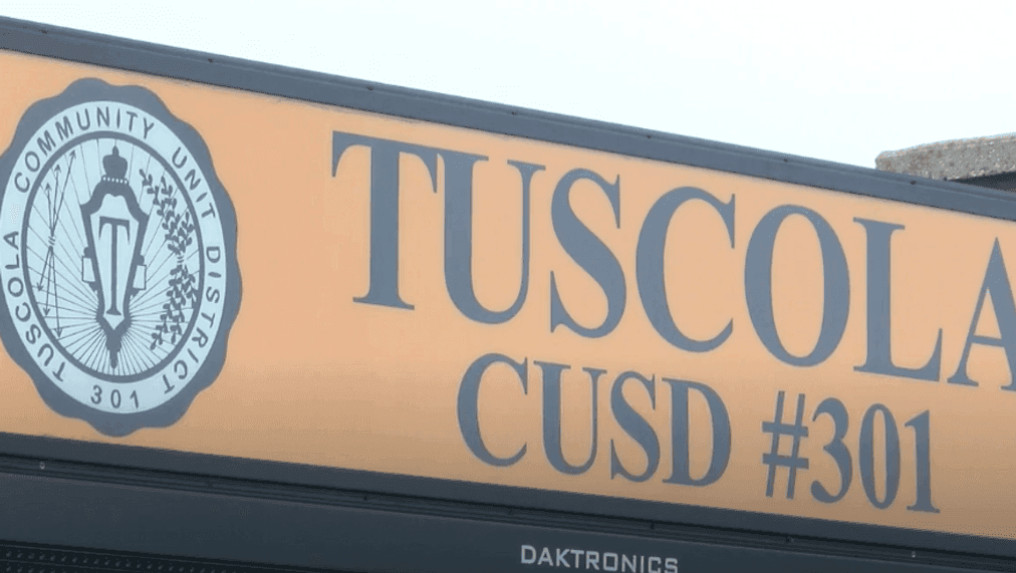 TUSCOLA COMMUNITY UNIT DISTRICT
301
T
TUSCOLA
CUSD #301
DAKTRONICS